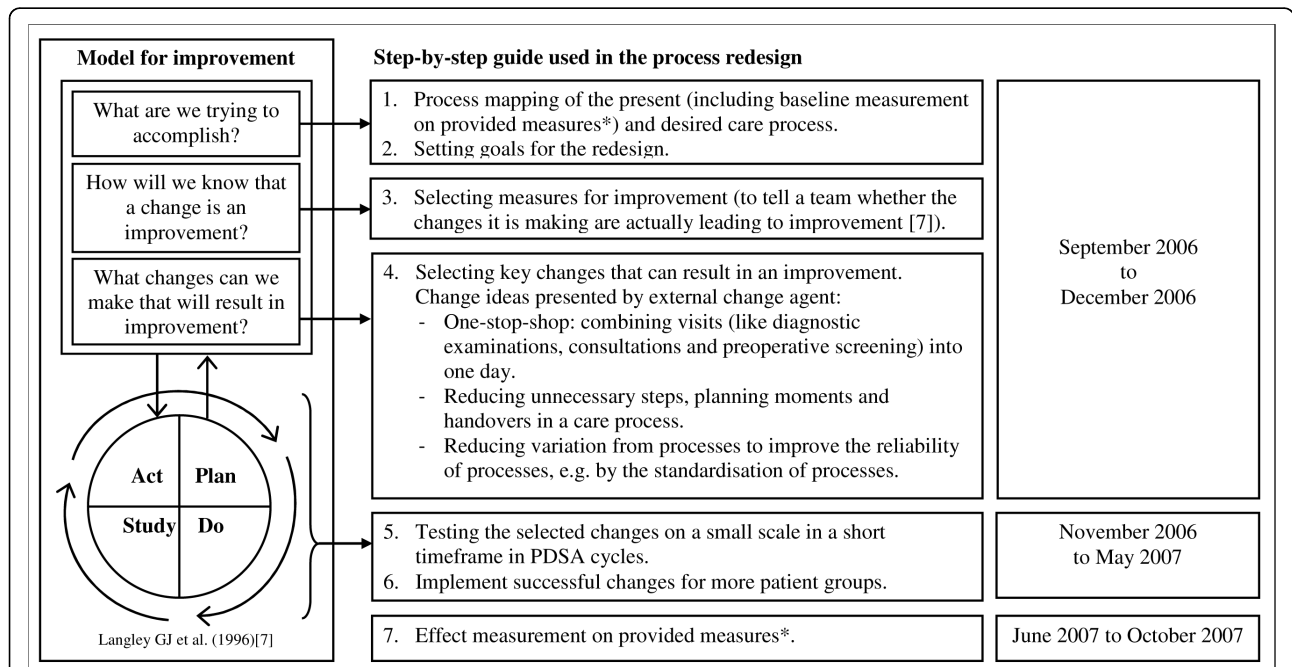 Model for improvement
What are we trying to
accomplish?
How will we know that
a change is an
improvement?
What changes can we
make that will result in
improvement?
Act
Plan
Study
Do
Langley GJ et al. (1996)[7]
Step-by-step guide used in the process redesign
1. Process mapping of the present (including baseline measurement
on provided measures*) and desired care process.
2. Setting goals for the redesign.
3. Selecting measures for improvement (to tell a team whether the
changes it is making are actually leading to improvement [7]).
4. Selecting key changes that can result in an improvement.
Change ideas presented by external change agent:
- One-stop-shop: combining visits (like diagnostic
examinations, consultations and preoperative screening) into
one day.
- Reducing unnecessary steps, planning moments and
handovers in a care process.
- Reducing variation from processes to improve the reliability
of processes, e.g. by the standardisation of processes.
5. Testing the selected changes on a small scale in a short
timeframe in PDSA cycles.
6. Implement successful changes for more patient groups.
7. Effect measurement on provided measures*.
September 2006
to
December 2006
November 2006
to May 2007
June 2007 to October 2007